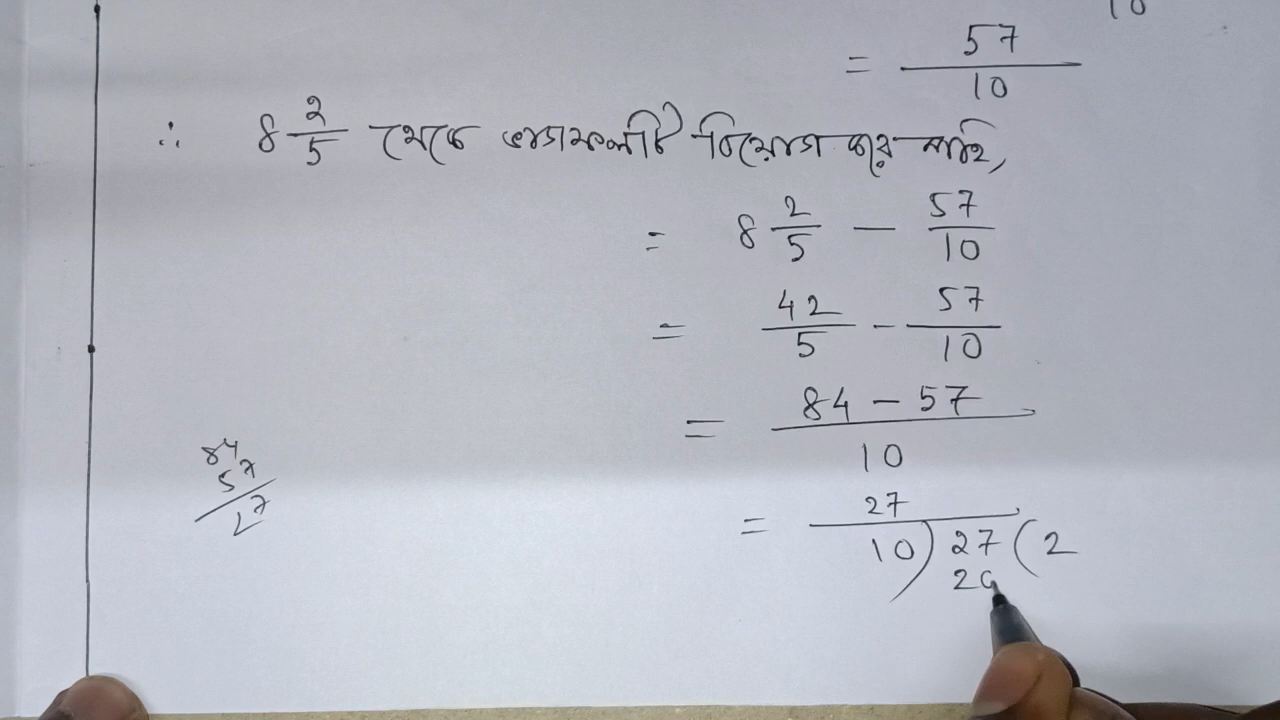 10
= 57/10
∴ 8 2/5 থেকে ভাগফলটি বিয়োগ করে পাই,
= 8 2/5 - 57/10
= 42/5 - 57/10
= 84 - 57/10
= 27/10) 27 (2
20
84
57
27